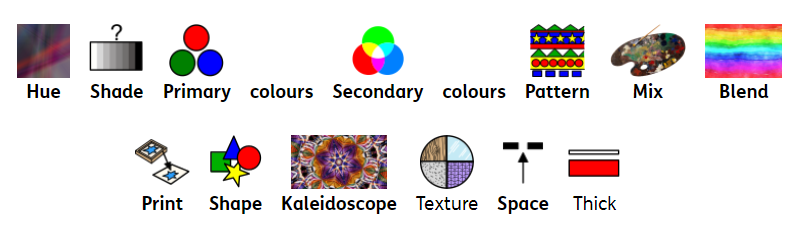 ?
Hue Shade Primary colours Secondary colours Pattern Mix Blend
Print Shape Kaleidoscope Texture Space Thick